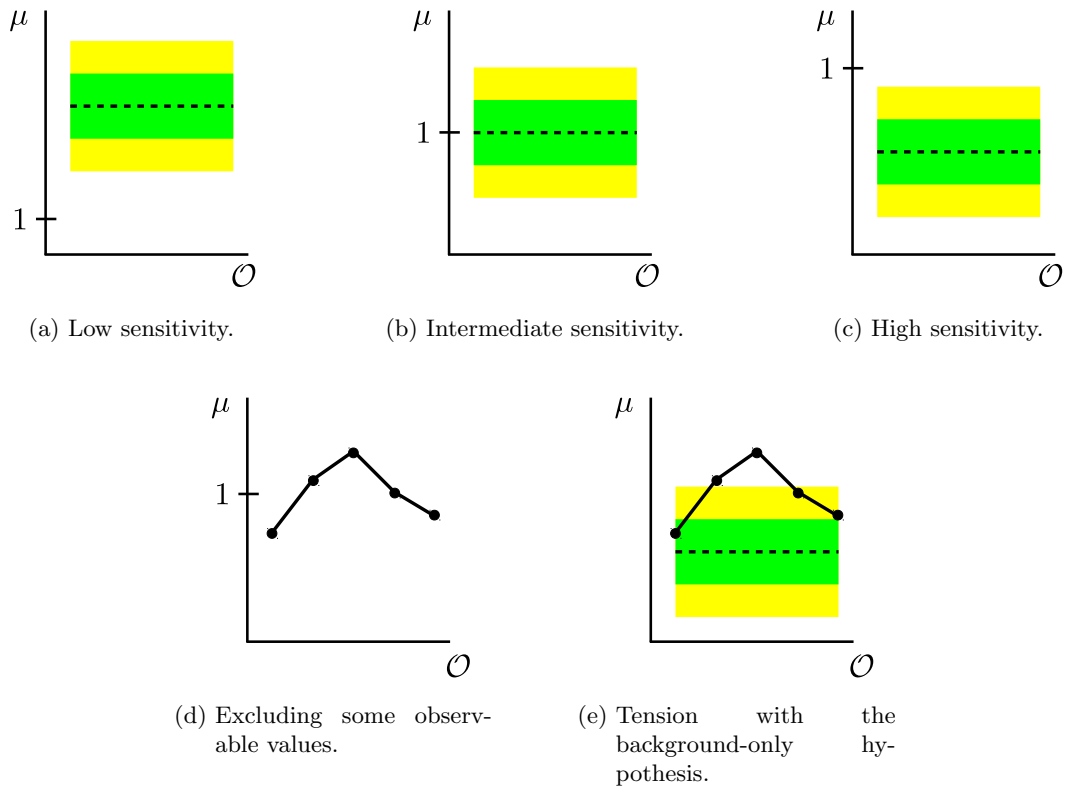 μ
1
𝒪
(a) Low sensitivity.
μ
1
𝒪
(b) Intermediate sensitivity.
μ
1
𝒪
(c) High sensitivity.
μ
1
𝒪
(d) Excluding some observ-
able values.
μ
𝒪
(e) Tension with the
background-only hy-
pothesis.